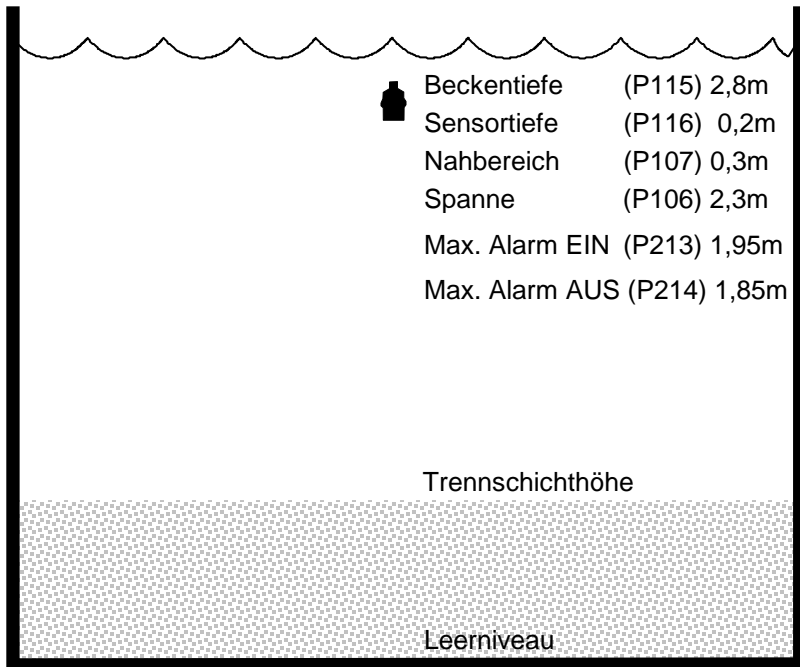 Beckentiefe (P115) 2,8m
Sensortiefe (P116) 0,2m
Nahbereich (P107) 0,3m
Spanne (P106) 2,3m
Max. Alarm EIN (P213) 1,95m
Max. Alarm AUS (P214) 1,85m
Trennschichthöhe
Leerniveau